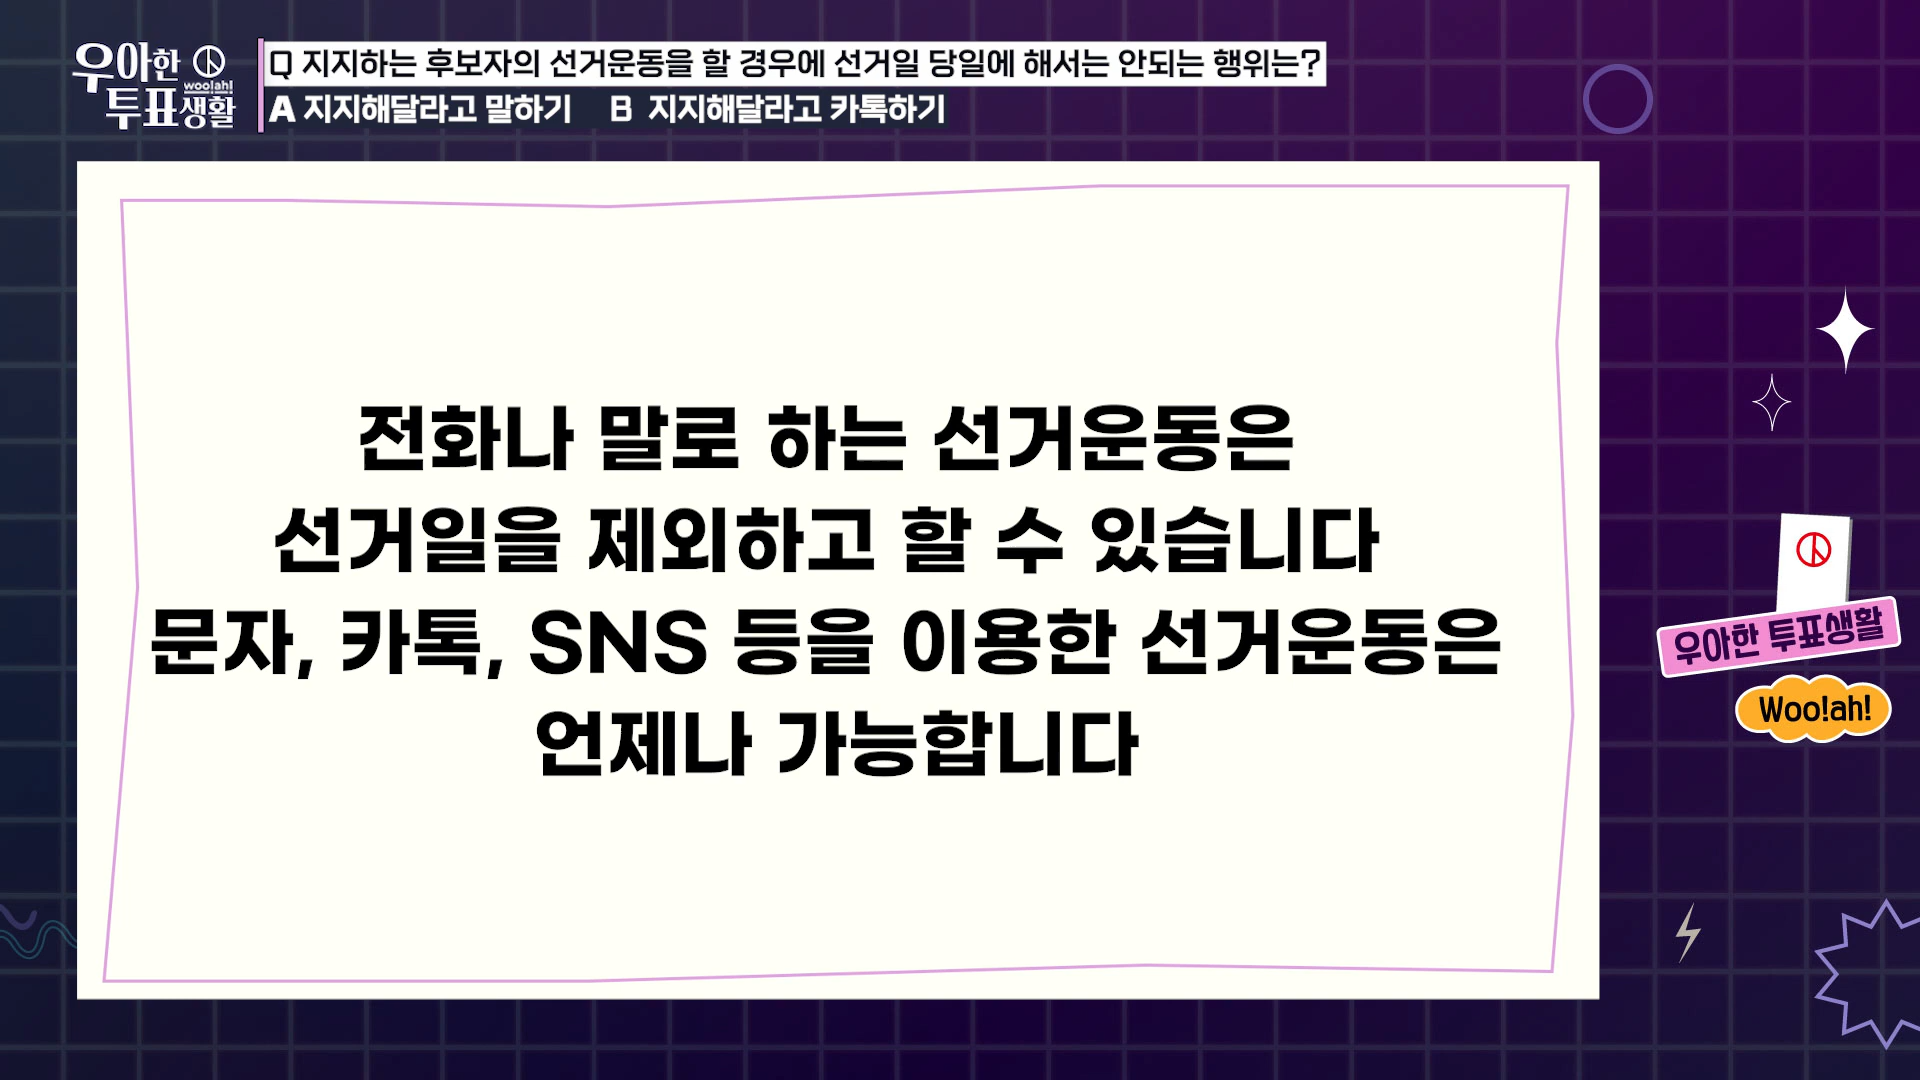 우아한
woo!ah!
투표생활
Q 지지하는 후보자의 선거운동을 할 경우에 선거일 당일에 해서는 안되는 행위는?
A 지지해달라고 말하기 B 지지해달라고 카톡하기
전화나 말로 하는 선거운동은
선거일을 제외하고 할 수 있습니다
문자, 카톡, SNS 등을 이용한 선거운동은
언제나 가능합니다
우아한 투표생활
Woo!ah!